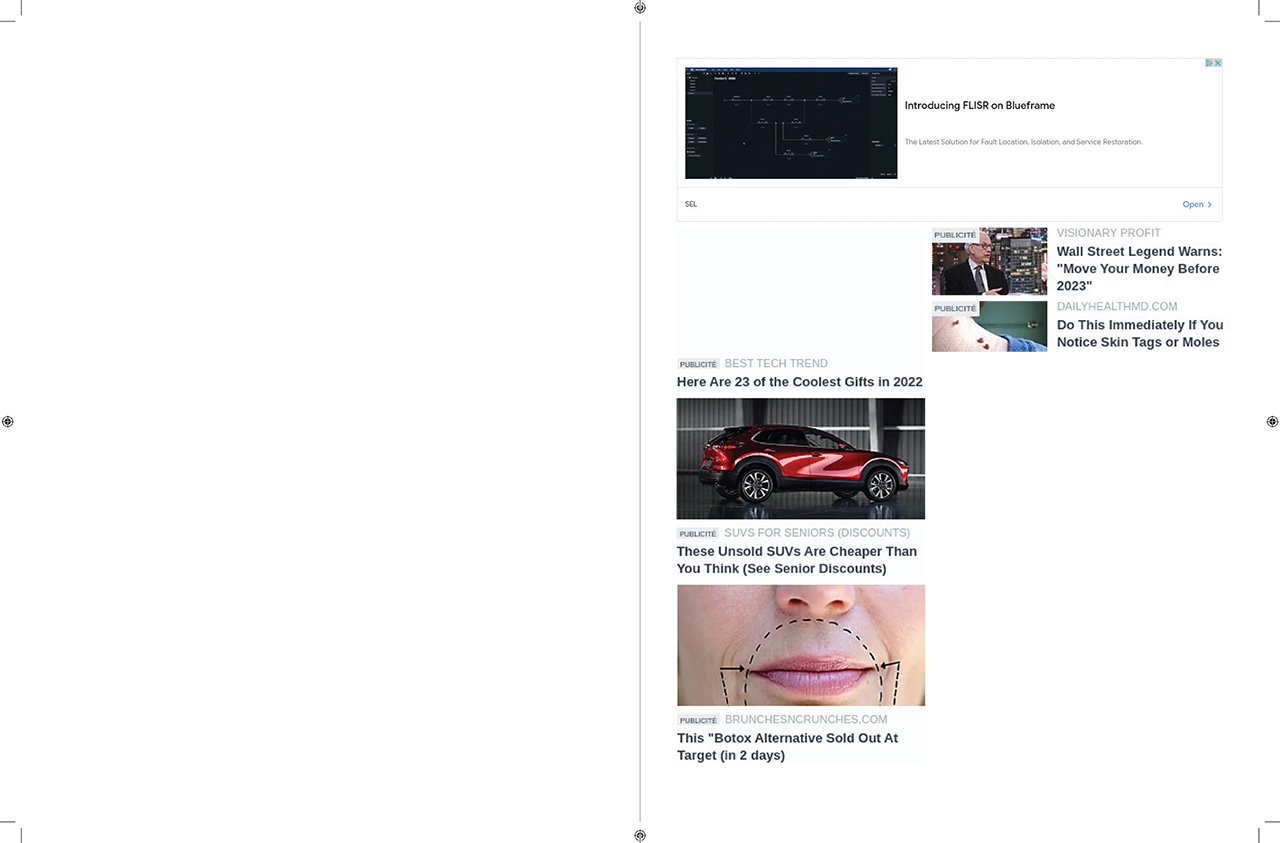 Introducing FLISR on Blueframe
The Latest Solution for Fault Location, Isolation, and Service Restoration.
SEL
Open
PUBLICITÉ
BEST TECH TREND
Here Are 23 of the Coolest Gifts in 2022
PUBLICITÉ
SUVS FOR SENIORS (DISCOUNTS)
These Unsold SUVs Are Cheaper Than
You Think (See Senior Discounts)
PUBLICITÉ
BRUNCHESNCRUNCHES.COM
This "Botox Alternative Sold Out At
Target (in 2 days)
PUBLICITÉ
VISIONARY PROFIT
Wall Street Legend Warns:
"Move Your Money Before
2023"
PUBLICITÉ
DAILYHEALTHMD.COM
Do This Immediately If You
Notice Skin Tags or Moles